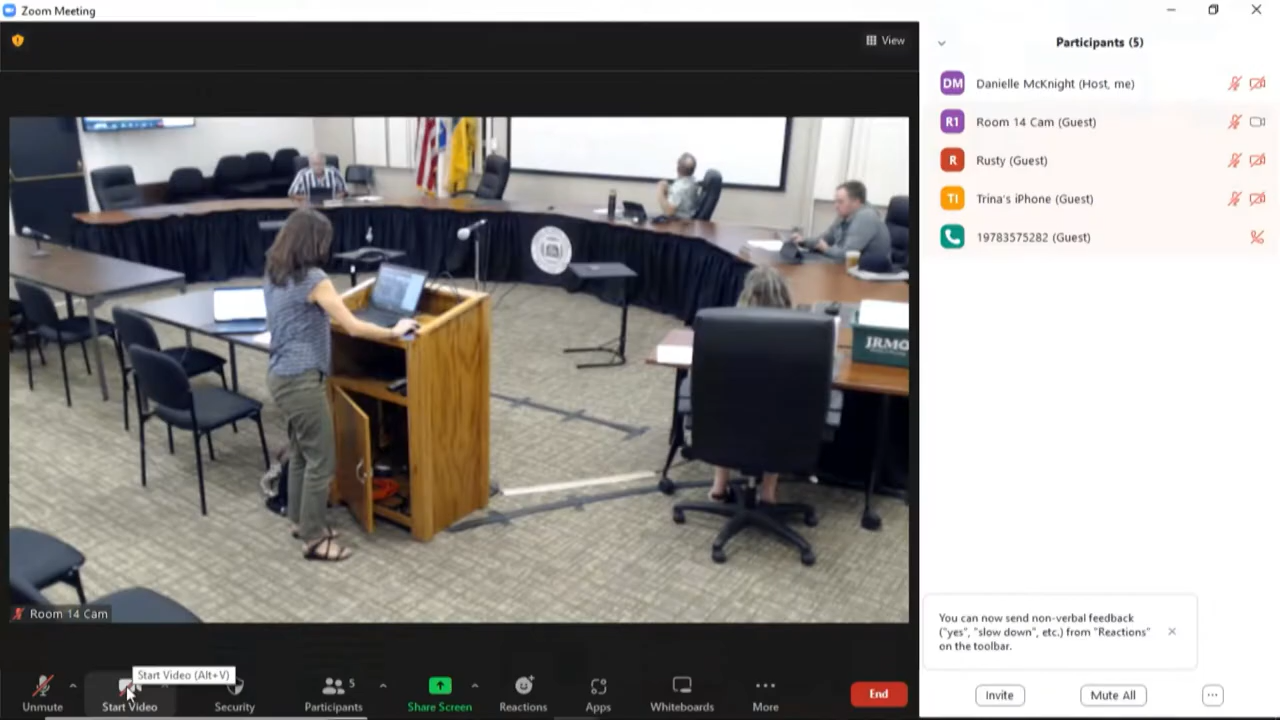 Zoom Meeting
View
Participants (5)
DM Danielle McKnight (Host, me)
R1 Room 14 Cam (Guest)
R Rusty (Guest)
TI Trina's iPhone (Guest)
19783575282 (Guest)
JRMO
Room 14 Cam
You can now send non-verbal feedback
("yes", "slow down", etc.) from "Reactions"
on the toolbar.
Start Video (Alt+V)
5
Unmute
Start Video
Security
Participants
Share Screen
Reactions
Apps
Whiteboards
More
End
Invite
Mute All